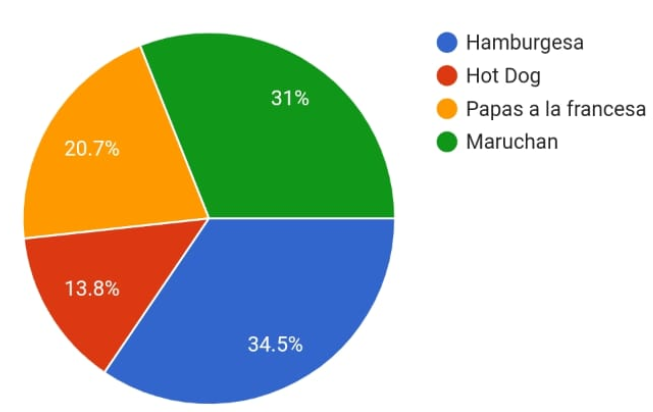 Hamburgesa
Hot Dog
Papas a la francesa
Maruchan
31%
20.7%
13.8%
34.5%